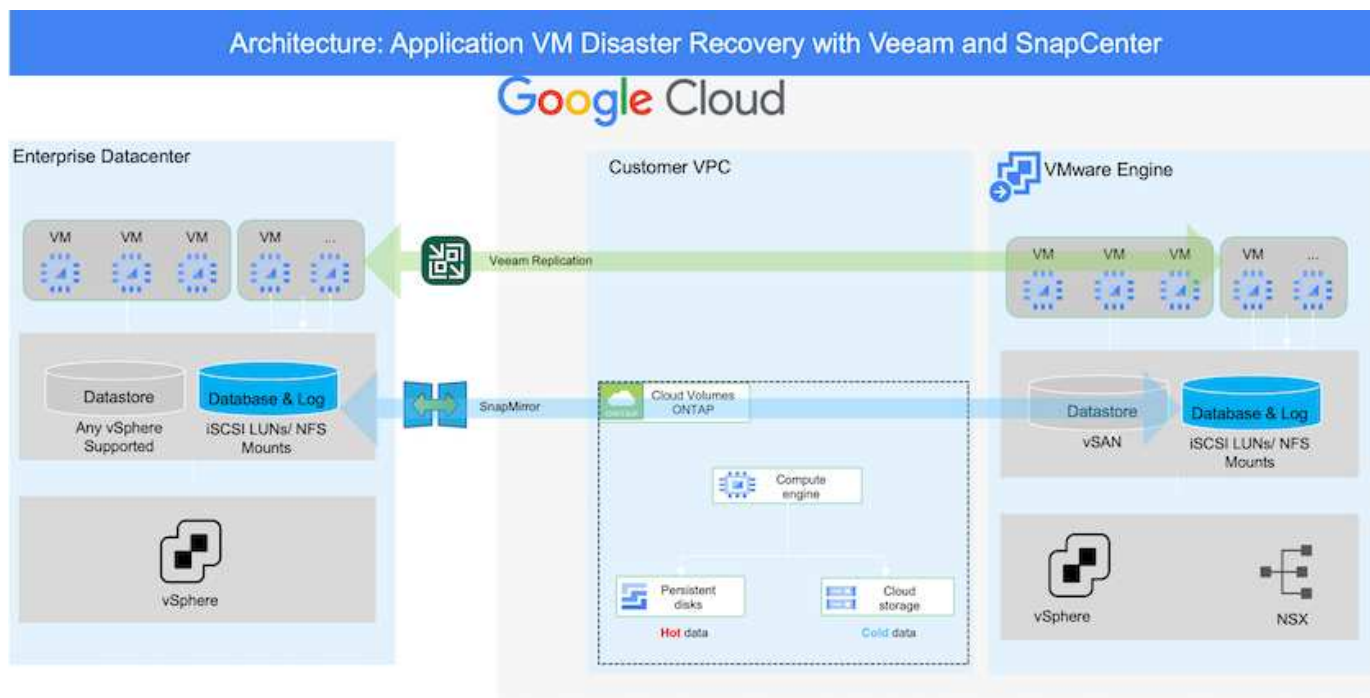 Architecture: Application VM Disaster Recovery with Veeam and SnapCenter
Google Cloud
Enterprise Datacenter
VM VM VM VM ...
Datastore
Any vSphere
Supported
Database & Log
iSCSI LUNs/ NFS
Mounts
vSphere
Veeam Replication
SnapMirror
Customer VPC
ONTAP
Cloud Volumes
ONTAP
Compute
engine
Persistent
disks
Hot data
Cloud
storage
Cold data
VMware Engine
VM VM VM VM ...
Datastore
vSAN
Database & Log
iSCSI LUNs/ NFS
Mounts
vSphere
NSX